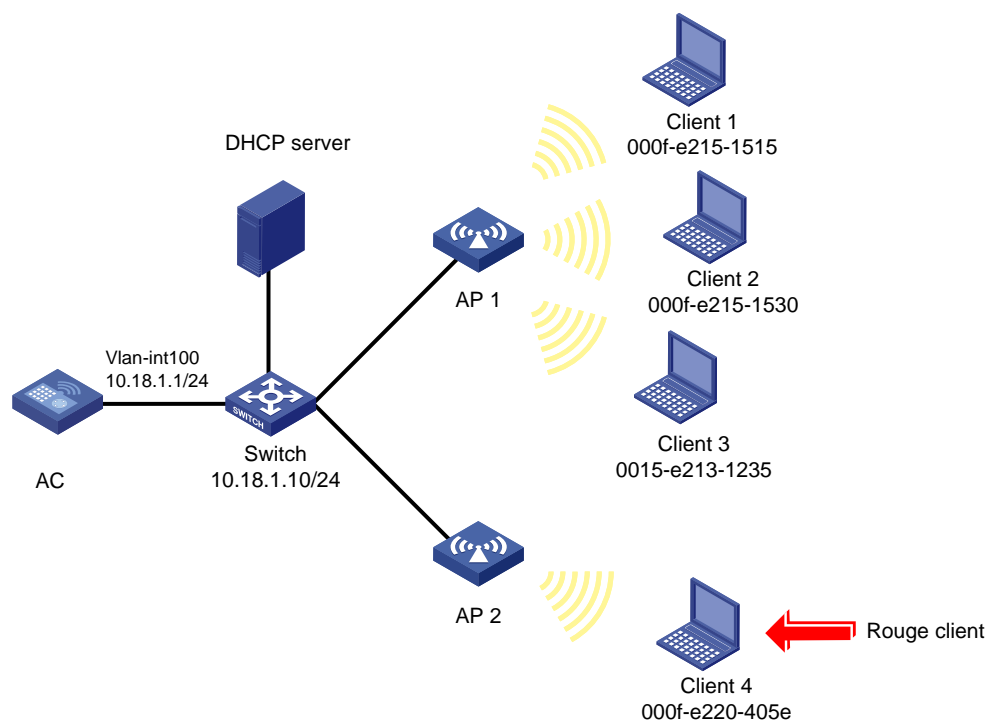 Client 1
000f-e215-1515
DHCP server
Client 2
000f-e215-1530
AP 1
Vlan-int100
10.18.1.1/24
SWITCH
Client 3
0015-e213-1235
Switch
10.18.1.10/24
AC
AP 2
Rouge client
Client 4
000f-e220-405e